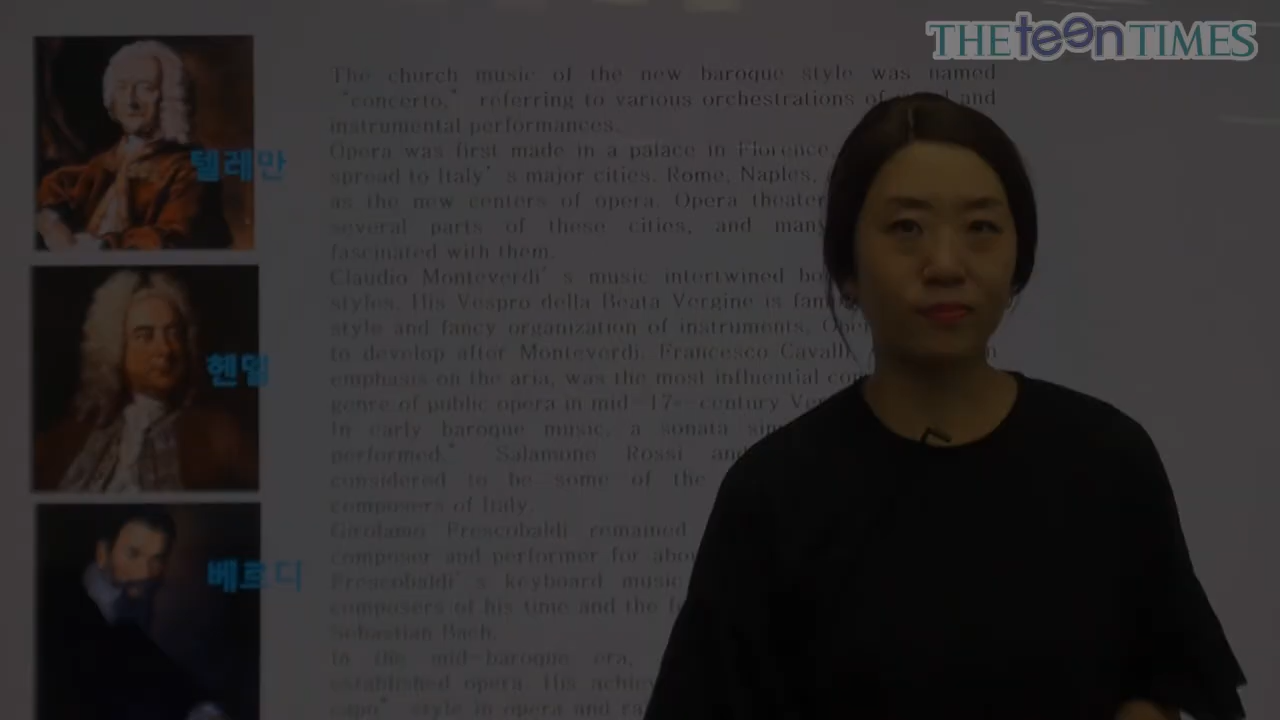 THE teen TIMES
텔레만
헨델
베르디
The church music of the new baroque style was named
"concerto," referring to various orchestrations of and
instrumental performances.
Opera was first made in a palace in Florence,
spread to Italy's major cities. Rome, Naples,
as the new centers of opera. Opera theater
several parts of these cities, and many
fascinated with them.
Claudio Monteverdi's music intertwined bo
styles. His Vespro della Beata Vergine is fam
style and fancy organization of instruments. Oper
to develop after Monteverdi. Francesco Cavalli, n
emphasis on the aria, was the most influential com
genre of public opera in mid-17-century Ve
In early baroque music, a sonata
performed." Salamone Rossi and
considered to be some of the
composers of Italy.
Girolamo Frescobaldi remained
composer and performer for abou
Frescobaldi's keyboard music
composers of his time and the
Sebastian Bach.
In the mid-baroque era,
established opera. His achie
capo" style in opera and